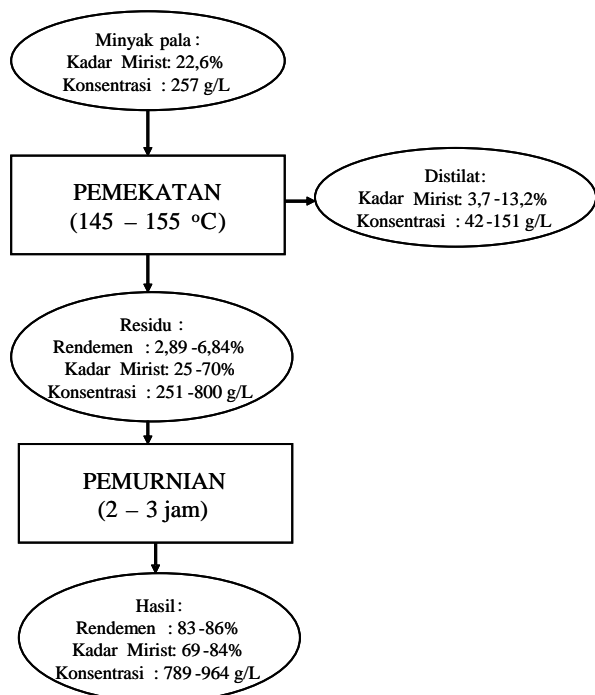 Minyak pala :
Kadar Mirist: 22,6%
Konsentrasi : 257 g/L
PEMEKATAN
(145 – 155 °C)
Distilat:
Kadar Mirist: 3,7 -13,2%
Konsentrasi : 42 -151 g/L
Residu :
Rendemen : 2,89 -6,84%
Kadar Mirist: 25 -70%
Konsentrasi : 251 -800 g/L
PEMURNIAN
(2 – 3 jam)
Hasil :
Rendemen : 83 -86%
Kadar Mirist: 69 -84%
Konsentrasi : 789 -964 g/L